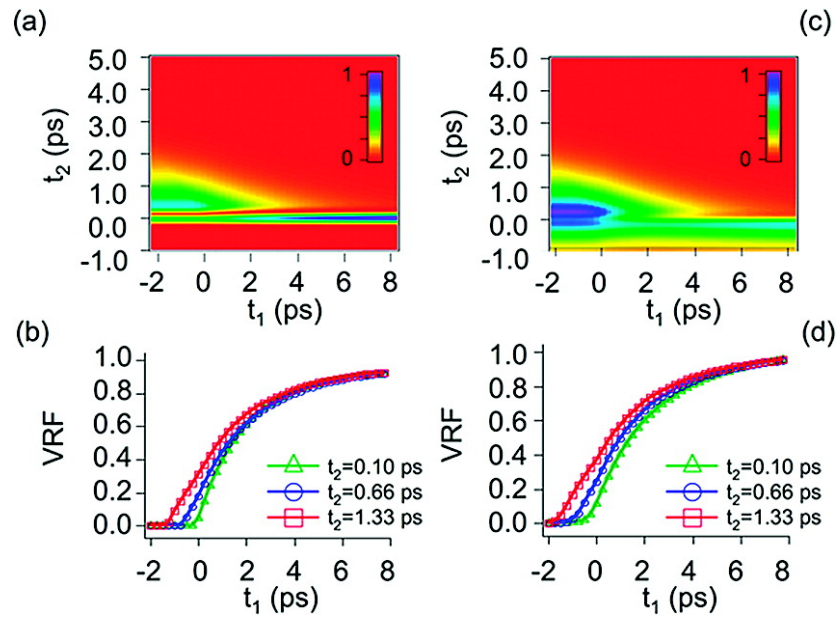 (a)
5.0
4.0
3.0
2.0
1.0
0.0
-1.0
t2 (ps)
1
0
-2 0 2 4 6 8
t1 (ps)
(c)
5.0
4.0
3.0
2.0
1.0
0.0
-1.0
t2 (ps)
1
0
-2 0 2 4 6 8
t1 (ps)
(b)
1.0
0.8
0.6
0.4
0.2
0.0
VRF
t2=0.10 ps
t2=0.66 ps
t2=1.33 ps
-2 0 2 4 6 8
t1 (ps)
(d)
1.0
0.8
0.6
0.4
0.2
0.0
VRF
t2=0.10 ps
t2=0.66 ps
t2=1.33 ps
-2 0 2 4 6 8
t1 (ps)